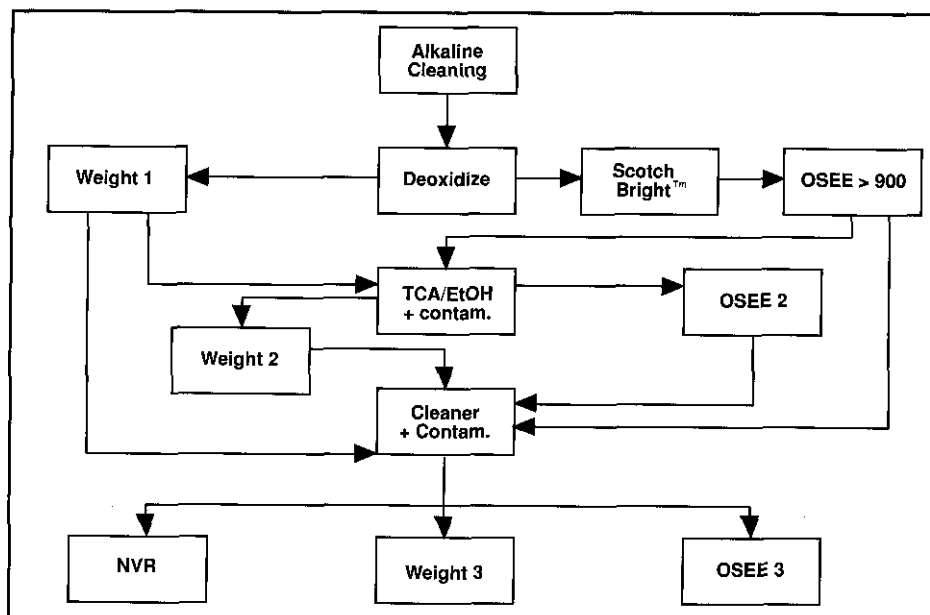 Alkaline
Cleaning
Weight 1
Deoxidize
Scotch
Bright™
OSEE > 900
TCA/EtOH
+ contam.
OSEE 2
Weight 2
Cleaner
+ Contam.
NVR
Weight 3
OSEE 3